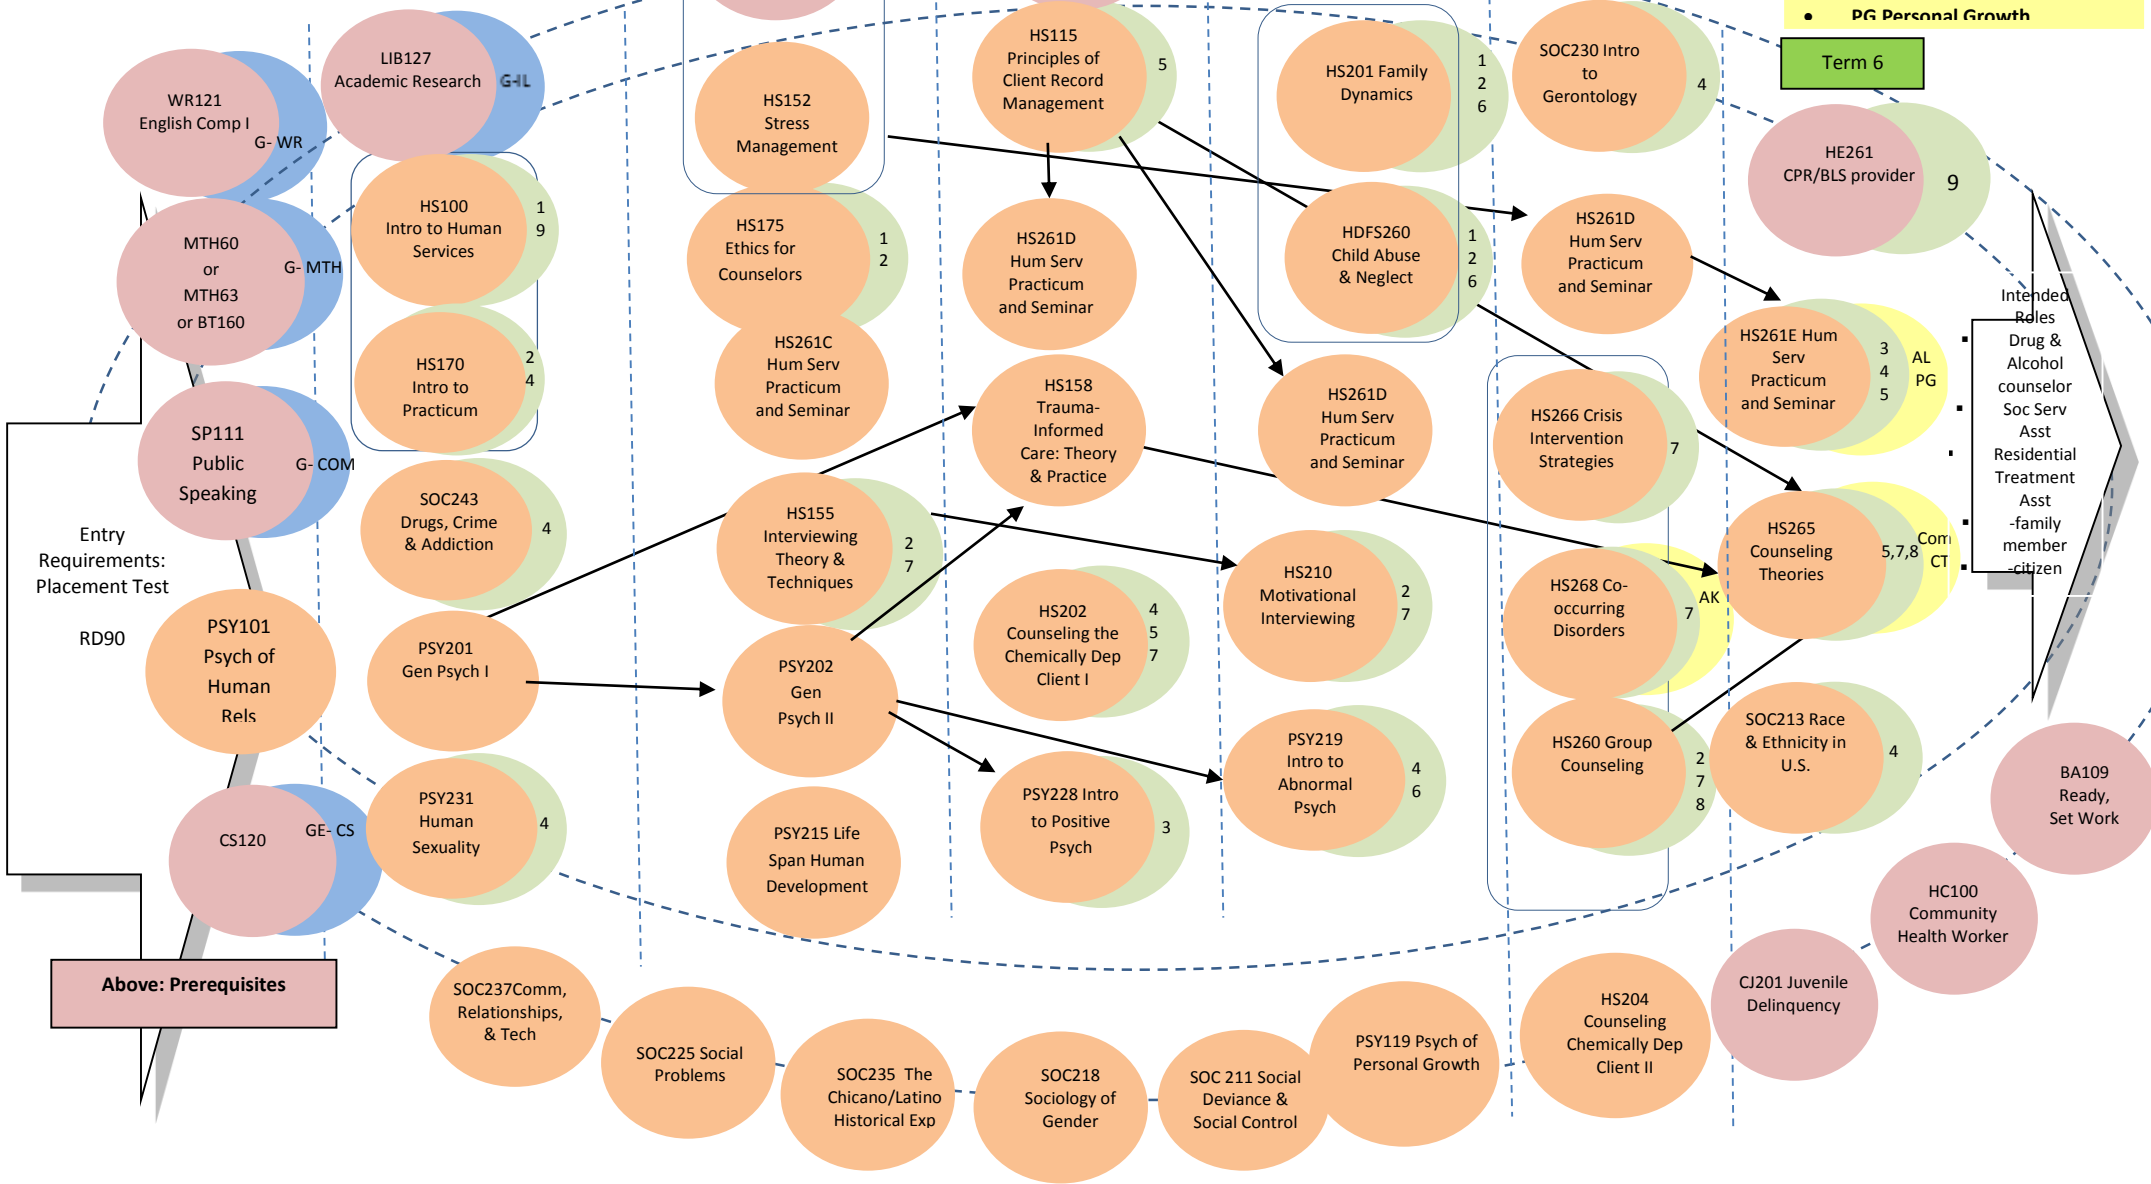 PG Personal Growth
Term 6
WR121
English Comp I
G- WR
LIB127
Academic Research
G-IL
MTH60
or
MTH63
or BT160
G- MTH
SP111
Public
Speaking
G- COM
Entry
Requirements:
Placement Test
RD90
PSY101
Psych of
Human
Rels
CS120
GE- CS
Above: Prerequisites
HS100
Intro to Human
Services
1
9
HS170
Intro to
Practicum
2
4
SOC243
Drugs, Crime
& Addiction
4
PSY201
Gen Psych I
PSY231
Human
Sexuality
4
HS152
Stress
Management
HS175
Ethics for
Counselors
1
2
HS261C
Hum Serv
Practicum
and Seminar
HS155
Interviewing
Theory &
Techniques
2
7
PSY202
Gen
Psych II
PSY215 Life
Span Human
Development
HS115
Principles of
Client Record
Management
5
HS261D
Hum Serv
Practicum
and Seminar
HS158
Trauma-
Informed
Care: Theory
& Practice
HS202
Counseling the
Chemically Dep
Client I
4
5
7
PSY228 Intro
to Positive
Psych
3
HS201 Family
Dynamics
1
2
6
HDFS260
Child Abuse
& Neglect
1
2
6
HS261D
Hum Serv
Practicum
and Seminar
HS210
Motivational
Interviewing
2
7
PSY219
Intro to
Abnormal
Psych
4
6
SOC230 Intro
to
Gerontology
4
HS261D
Hum Serv
Practicum
and Seminar
HS266 Crisis
Intervention
Strategies
7
HS268 Co-
occurring
Disorders
7
AK
HS260 Group
Counseling
2
7
8
HE261
CPR/BLS provider
9
HS261E Hum
Serv
Practicum
and Seminar
3
4
5
AL
PG
HS265
Counseling
Theories
5,7,8
Com
CT
SOC213 Race
& Ethnicity in
U.S.
4
Intended
Roles
Drug &
Alcohol
counselor
Soc Serv
Asst
Residential
Treatment
Asst
-family
member
-citizen
SOC237Comm,
Relationships,
& Tech
SOC225 Social
Problems
SOC235 The
Chicano/Latino
Historical Exp
SOC218
Sociology of
Gender
SOC 211 Social
Deviance &
Social Control
PSY119 Psych of
Personal Growth
HS204
Counseling
Chemically Dep
Client II
CJ201 Juvenile
Delinquency
HC100
Community
Health Worker
BA109
Ready,
Set Work